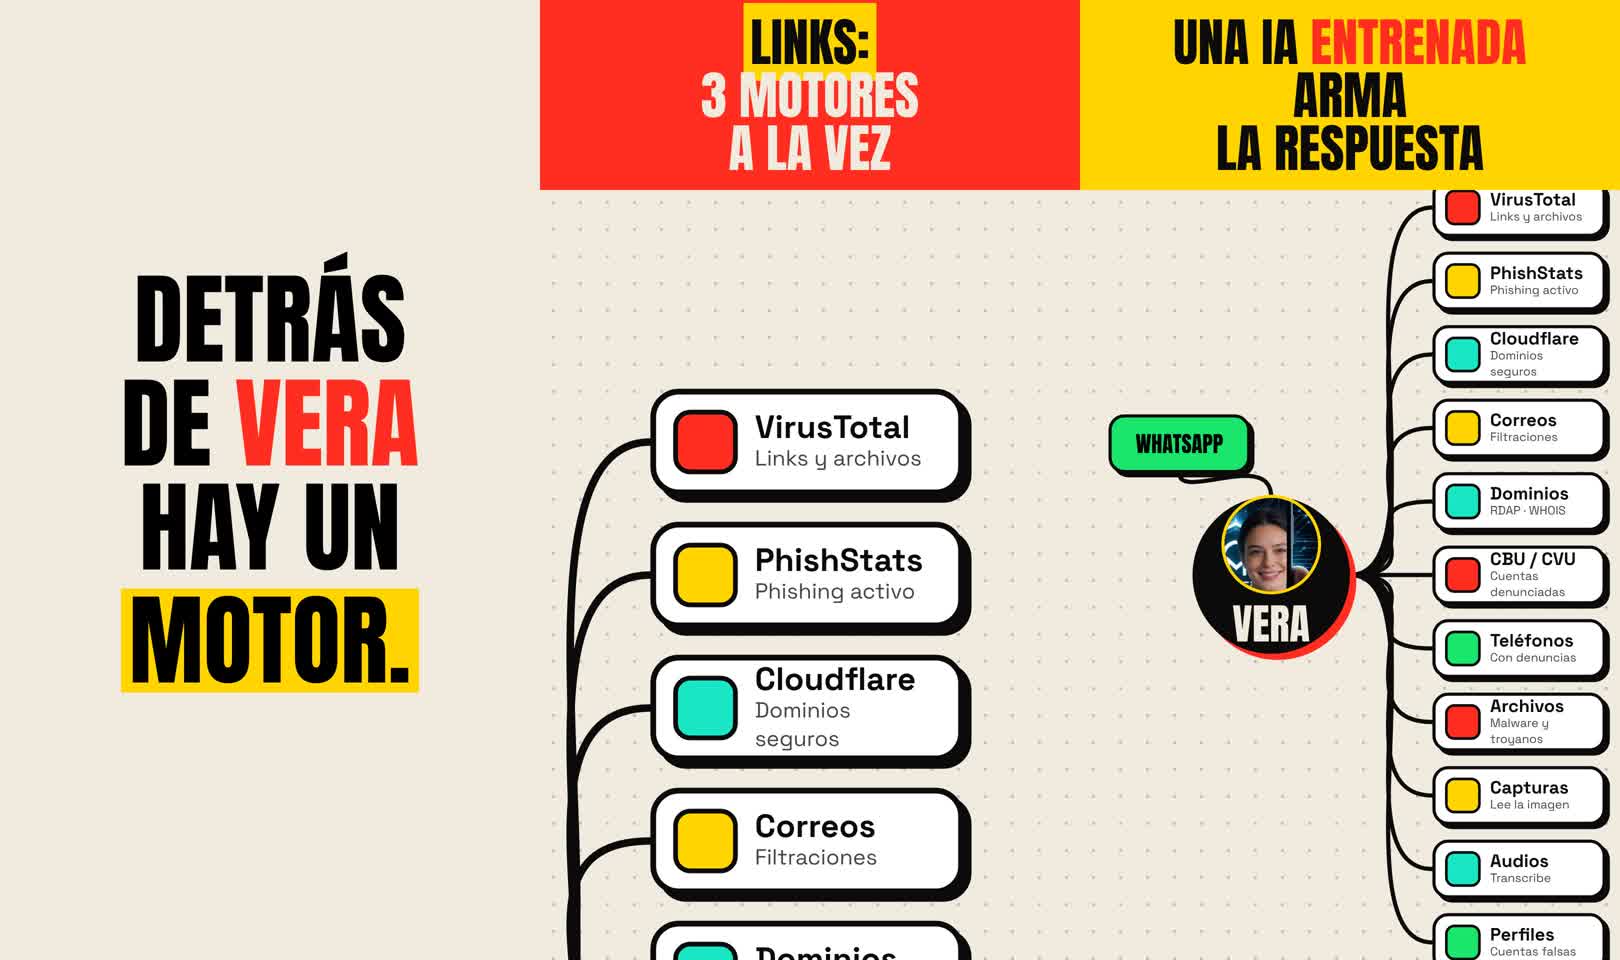 DETRÁS
DE VERA
HAY UN
MOTOR.
LINKS:
3 MOTORES
A LA VEZ
VirusTotal
Links y archivos
PhishStats
Phishing activo
Cloudflare
Dominios
seguros
Correos
Filtraciones
Dominios
UNA IA ENTRENADA
ARMA
LA RESPUESTA
WHATSAPP
VERA
VirusTotal
Links y archivos
PhishStats
Phishing activo
Cloudflare
Dominios
seguros
Correos
Filtraciones
Dominios
RDAP · WHOIS
CBU / CVU
Cuentas
denunciadas
Teléfonos
Con denuncias
Archivos
Malware y
troyanos
Capturas
Lee la imagen
Audios
Transcribe
Perfiles
Cuentas falsas